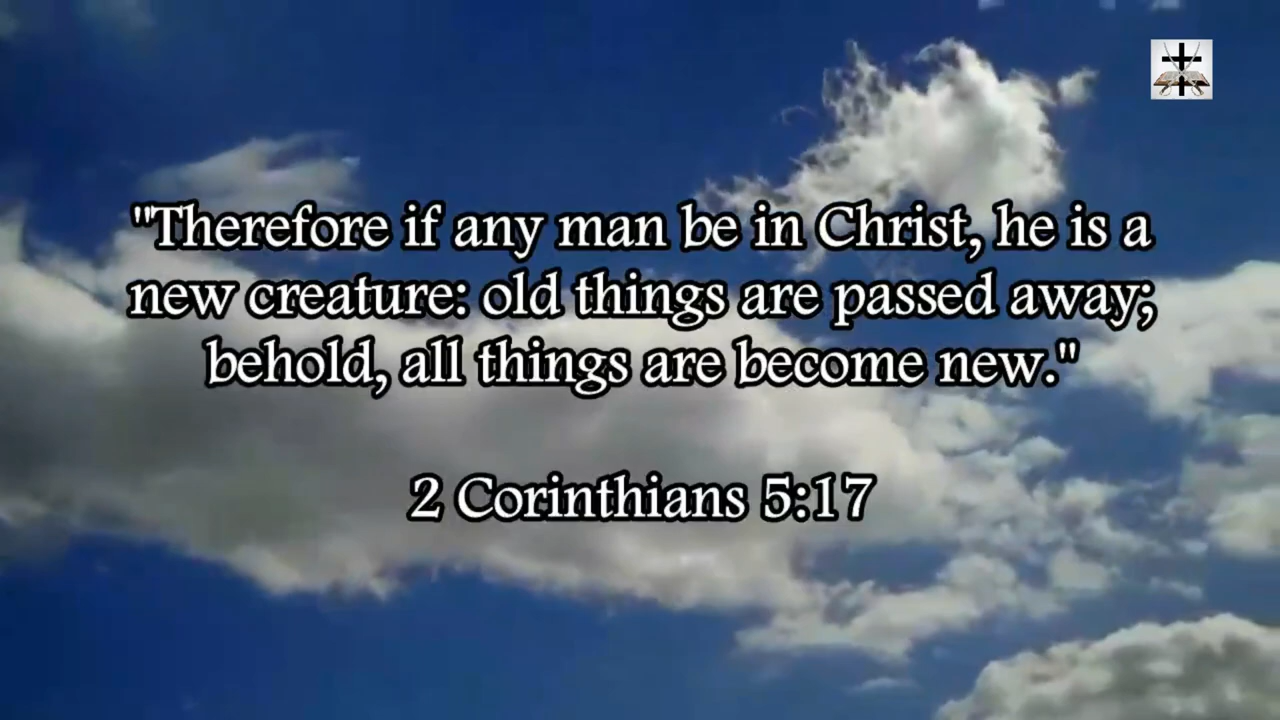 "Therefore if any man be in Christ, he is a
new creature: old things are passed away;
behold, all things are become new."
2 Corinthians 5:17